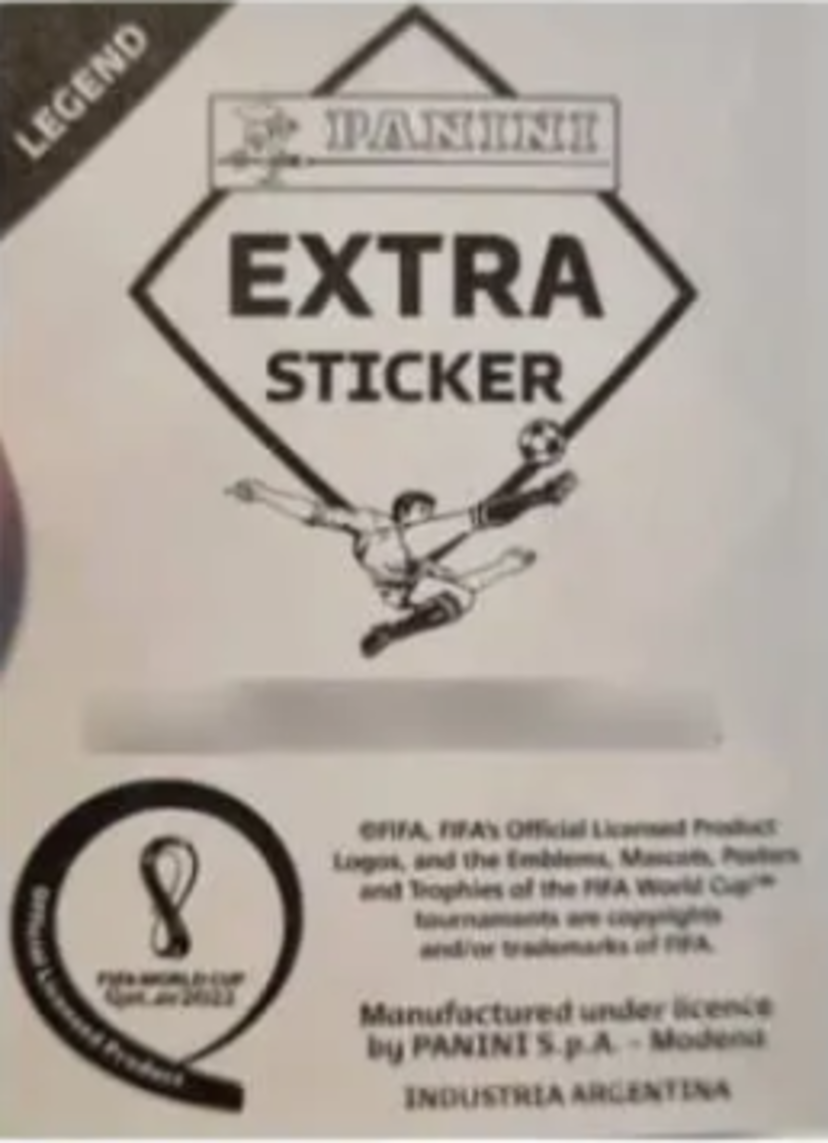 LEGEND
PANINI
EXTRA
STICKER
©FIFA, FIFA's Official Licensed Product
Logos, and the Emblems, Mascots, Posters
and Trophies of the FIFA World Cup™
tournaments are copyrights
and/or trademarks of FIFA.
FIFA WORLD CUP
Qatar2022
Official Licensed Product
Manufactured under licence
by PANINI S.p.A. - Modena
INDUSTRIA ARGENTINA